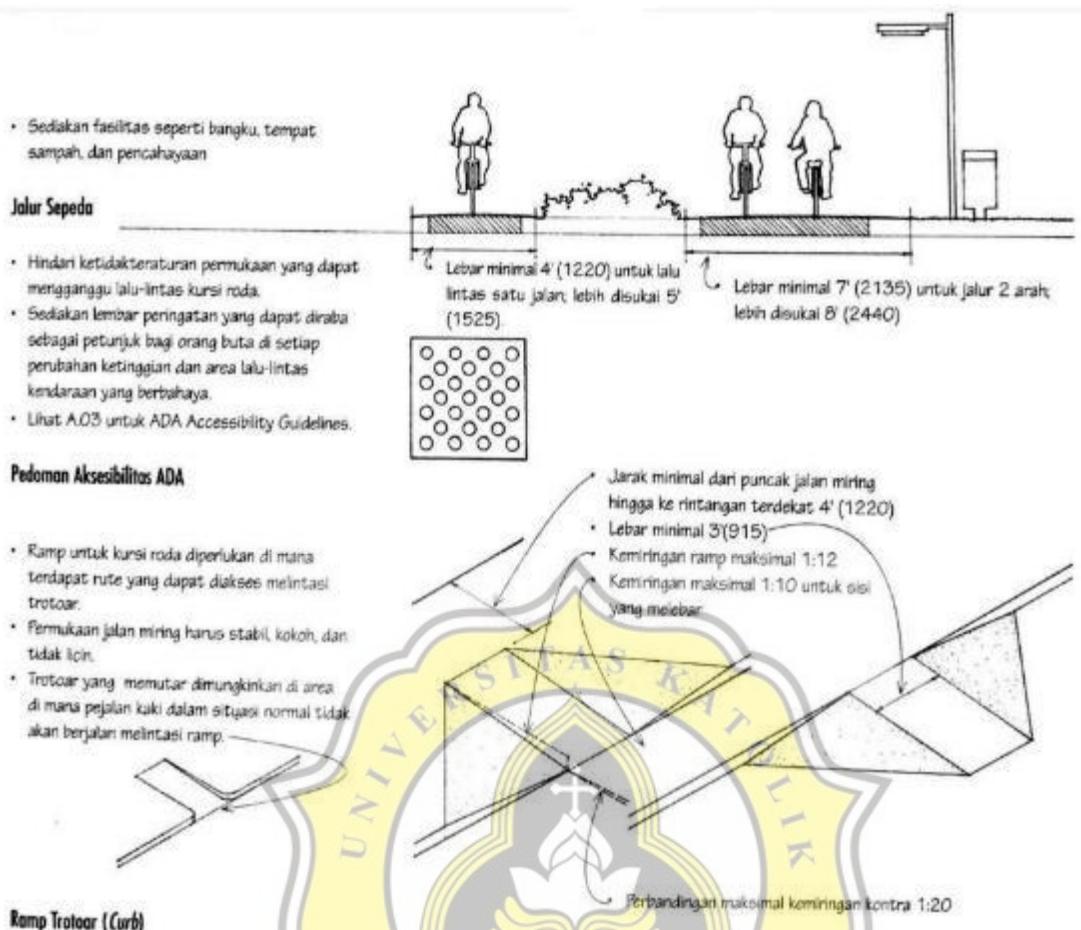 • Sediakan fasilitas seperti bangku, tempat
sampah, dan pencahayaan
Jalur Sepeda
• Hindari ketidakteraturan permukaan yang dapat
mengganggu lalu-lintas kursi roda.
• Sediakan lembar peringatan yang dapat diraba
sebagai petunjuk bagi orang buta di setiap
perubahan ketinggian dan area lalu-lintas
kendaraan yang berbahaya.
• Lihat A.03 untuk ADA Accessibility Guidelines.
Lebar minimal 4' (1220) untuk lalu
lintas satu jalan; lebih disukai 5'
(1525)
Lebar minimal 7' (2135) untuk jalur 2 arah;
lebih disukai 8' (2440)
Pedoman Aksesibilitas ADA
• Jarak minimal dari puncak jalan miring
hingga ke rintangan terdekat 4' (1220)
• Lebar minimal 3'(915)
• Kemiringan ramp maksimal 1:12
• Kemiringan maksimal 1:10 untuk sisi
yang melebar
• Ramp untuk kursi roda diperlukan di mana
terdapat rute yang dapat diakses melintasi
trotoar.
• Permukaan jalan miring harus stabil, kokoh, dan
tidak licin.
• Trotoar yang memutar dimungkinkan di area
di mana pejalan kaki dalam situasi normal tidak
akan berjalan melintasi ramp.
• Perbandingan maksimal kemiringan kontra 1:20
Ramp Trotoar (Curb)
UNIVERSITAS KATOLIK